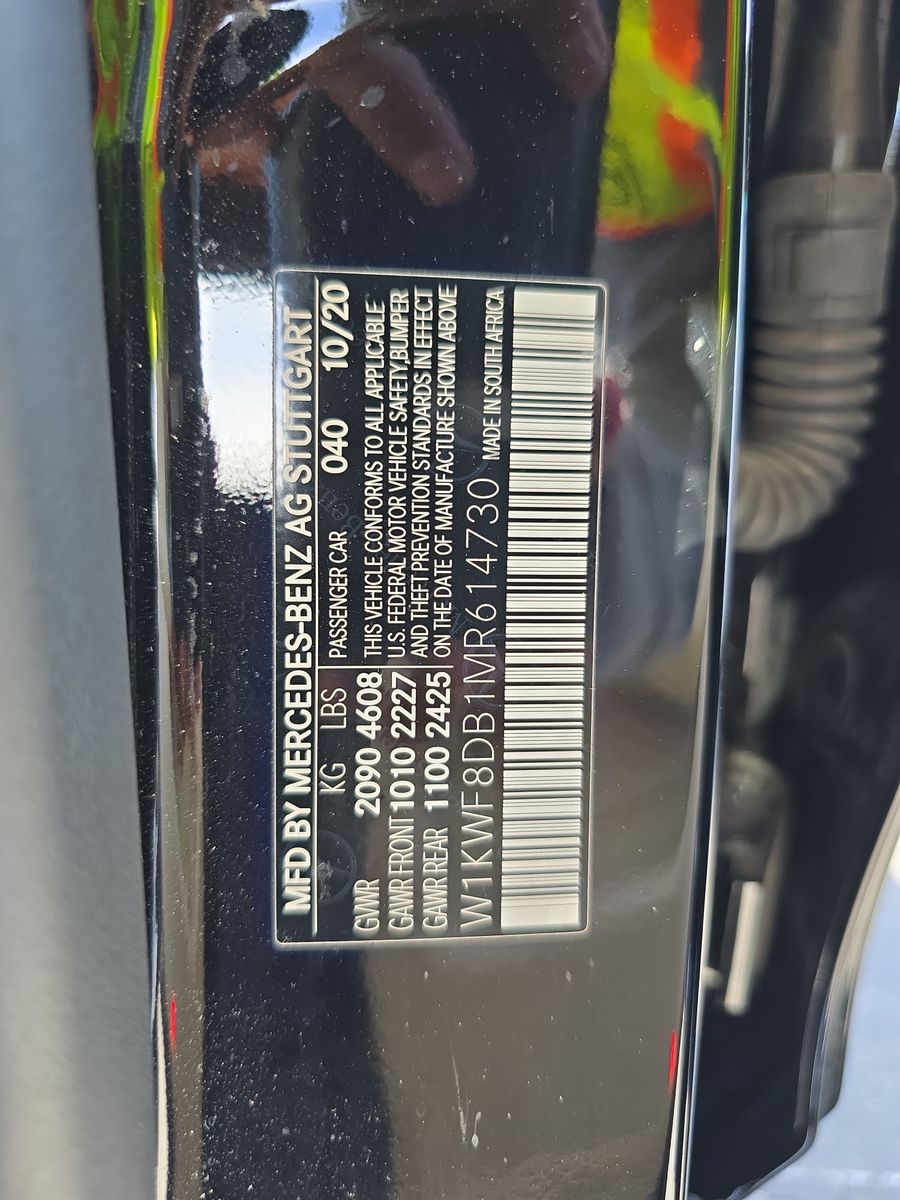 MFD BY MERCEDES-BENZ AG STUTTGART
KG LBS PASSENGER CAR 040 10/20
GVWR 2090 4608 THIS VEHICLE CONFORMS TO ALL APPLICABLE
GAWR FRONT 1010 2227 U.S. FEDERAL MOTOR VEHICLE SAFETY,BUMPER
GAWR REAR 1100 2425 AND THEFT PREVENTION STANDARDS IN EFFECT
ON THE DATE OF MANUFACTURE SHOWN ABOVE
W1KWF8DB1MR614730 MADE IN SOUTH AFRICA